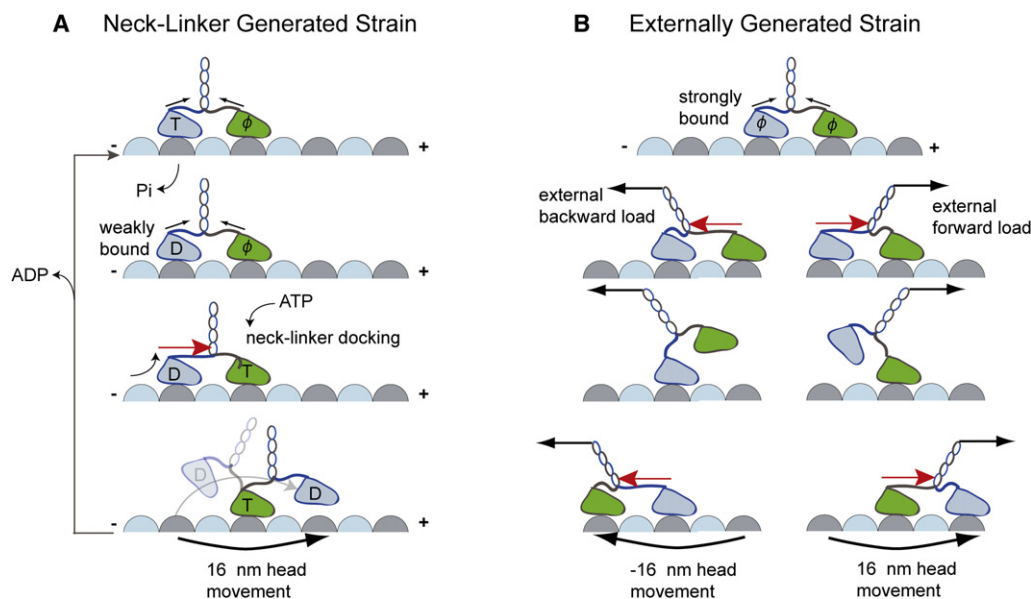 A Neck-Linker Generated Strain
T ϕ
- +
Pi
weakly
bound
D ϕ
- +
ADP
ATP
neck-linker docking
D T
- +
D
T D
- +
16 nm head
movement
B Externally Generated Strain
strongly
bound
ϕ ϕ
- +
external
backward load
external
forward load
-16 nm head
movement
16 nm head
movement